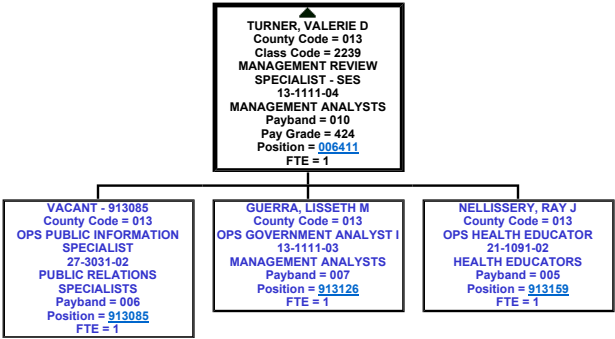 TURNER, VALERIE D
County Code = 013
Class Code = 2239
MANAGEMENT REVIEW
SPECIALIST - SES
13-1111-04
MANAGEMENT ANALYSTS
Payband = 010
Pay Grade = 424
Position = 006411
FTE = 1
VACANT - 913085
County Code = 013
OPS PUBLIC INFORMATION
SPECIALIST
27-3031-02
PUBLIC RELATIONS
SPECIALISTS
Payband = 006
Position = 913085
FTE = 1
GUERRA, LISSETH M
County Code = 013
OPS GOVERNMENT ANALYST I
13-1111-03
MANAGEMENT ANALYSTS
Payband = 007
Position = 913126
FTE = 1
NELLISSERY, RAY J
County Code = 013
OPS HEALTH EDUCATOR
21-1091-02
HEALTH EDUCATORS
Payband = 005
Position = 913159
FTE = 1